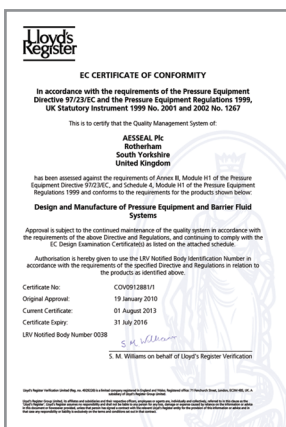 Lloyd's
Register
EC CERTIFICATE OF CONFORMITY
In accordance with the requirements of the Pressure Equipment
Directive 97/23/EC and the Pressure Equipment Regulations 1999,
UK Statutory Instrument 1999 No. 2001 and 2002 No. 1267
This is to certify that the Quality Management System of:
AESSEAL Plc
Rotherham
South Yorkshire
United Kingdom
has been assessed against the requirements of Annex III, Module H1 of the Pressure
Equipment Directive 97/23/EC, and Schedule 4, Module H1 of the Pressure Equipment
Regulations 1999 and conforms to the requirements for the products shown below:
Design and Manufacture of Pressure Equipment and Barrier Fluid
Systems
Approval is subject to the continued maintenance of the quality system in accordance with
the requirements of the above Directive and Regulations, and continuing to comply with the
EC Design Examination Certificate(s) as listed on the attached schedule.
Authorisation is hereby given to use the LRV Notified Body Identification Number in
accordance with the requirements of the specified Directive and Regulations in relation to
the products as identified above.
Certificate No: COV0912881/1
Original Approval: 19 January 2010
Current Certificate: 01 August 2013
Certificate Expiry: 31 July 2016
LRV Notified Body Number 0038
S M Williams
S. M. Williams on behalf of Lloyd's Register Verification